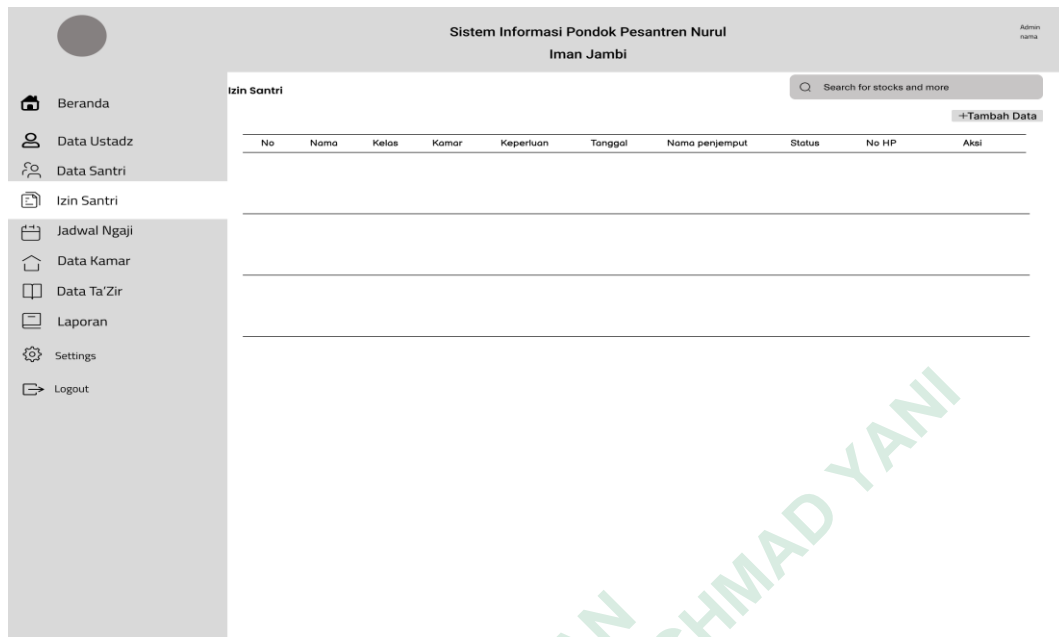 Sistem Informasi Pondok Pesantren Nurul
Iman Jambi
Admin
nama
Beranda
Data Ustadz
Data Santri
Izin Santri
Jadwal Ngaji
Data Kamar
Data Ta'Zir
Laporan
Settings
Logout
Izin Santri
Search for stocks and more
+Tambah Data
No Nama Kelas Kamar Keperluan Tanggal Nama penjemput Status No HP Aksi
HMAD YANI